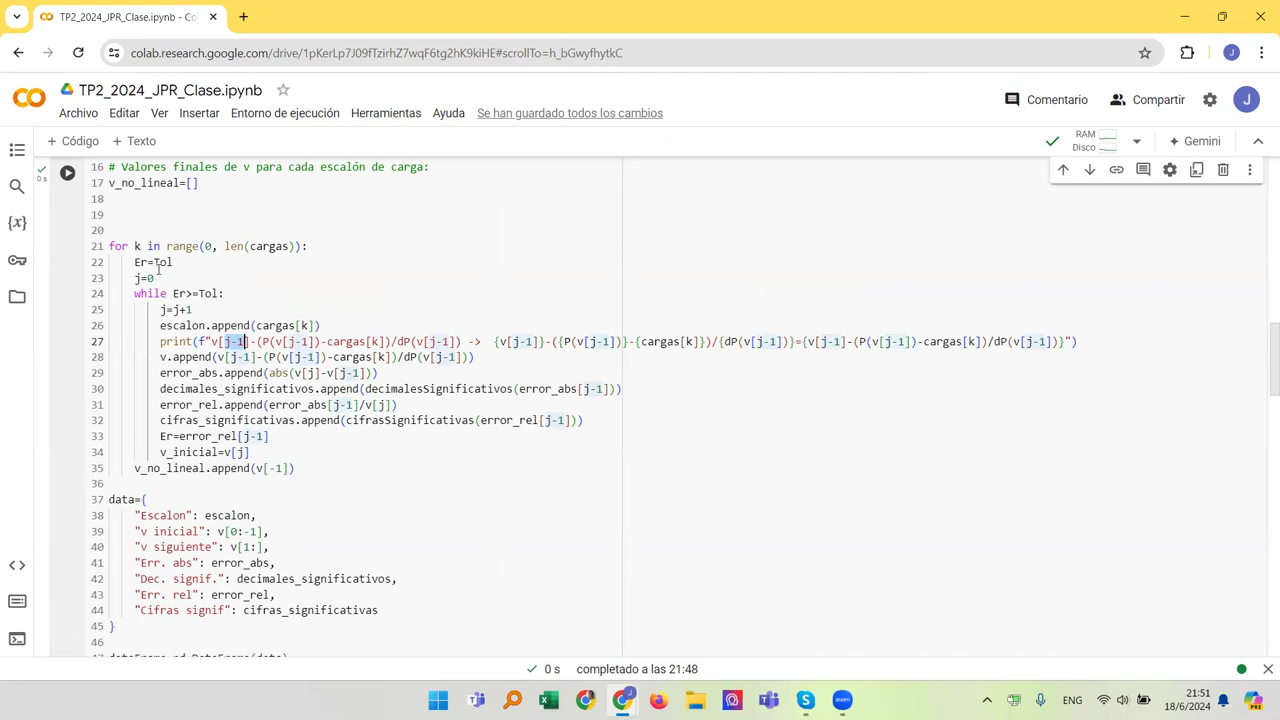 TP2_2024_JPR_Clase.ipynb - Co
colab.research.google.com/drive/1pKerLp7J09fTzirhZ7wqF6tg2hK9kiHE#scrollTo=h_bGwyfhytkC
J
TP2_2024_JPR_Clase.ipynb
Comentario
Compartir
J
Archivo Editar Ver Insertar Entorno de ejecución Herramientas Ayuda Se han guardado todos los cambios
+ Código + Texto
RAM
Disco
Gemini
0 s
16 # Valores finales de v para cada escalón de carga:
17 v_no_lineal=[]
18
19
20
21 for k in range(0, len(cargas)):
22 Er=Tol
23 j=0
24 while Er>=Tol:
25 j=j+1
26 escalon.append(cargas[k])
27 print(f"v[j-1]-(P(v[j-1])-cargas[k])/dP(v[j-1]) -> {v[j-1]}-({P(v[j-1])}-{cargas[k]})/{dP(v[j-1])}={v[j-1]-(P(v[j-1])-cargas[k])/dP(v[j-1])}")
28 v.append(v[j-1]-(P(v[j-1])-cargas[k])/dP(v[j-1]))
29 error_abs.append(abs(v[j]-v[j-1]))
30 decimales_significativos.append(decimalesSignificativos(error_abs[j-1]))
31 error_rel.append(error_abs[j-1]/v[j])
32 cifras_significativas.append(cifrasSignificativas(error_rel[j-1]))
33 Er=error_rel[j-1]
34 v_inicial=v[j]
35 v_no_lineal.append(v[-1])
36
37 data={
38 "Escalon": escalon,
39 "v inicial": v[0:-1],
40 "v siguiente": v[1:],
41 "Err. abs": error_abs,
42 "Dec. signif.": decimales_significativos,
43 "Err. rel": error_rel,
44 "Cifras signif": cifras_significativas
45 }
46
0 s completado a las 21:48
ENG
21:51
18/6/2024